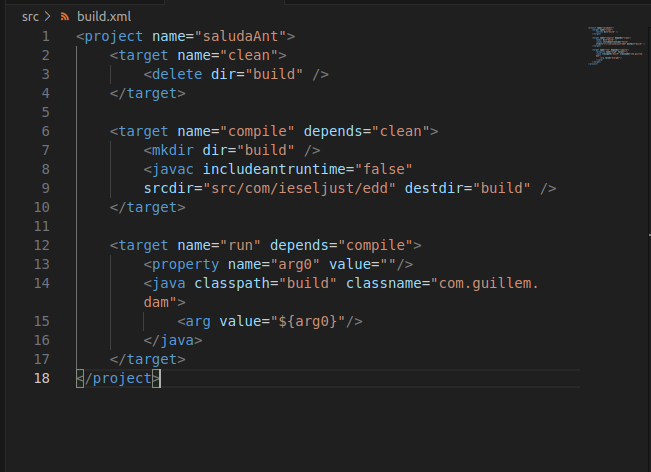 src > build.xml
1 <project name="saludaAnt">
2 <target name="clean">
3 <delete dir="build" />
4 </target>
5
6 <target name="compile" depends="clean">
7 <mkdir dir="build" />
8 <javac includeantruntime="false"
9 srcdir="src/com/ieseljust/edd" destdir="build" />
10 </target>
11
12 <target name="run" depends="compile">
13 <property name="arg0" value=""/>
14 <java classpath="build" classname="com.guillem.
dam">
15 <arg value="${arg0}"/>
16 </java>
17 </target>
18 </project>